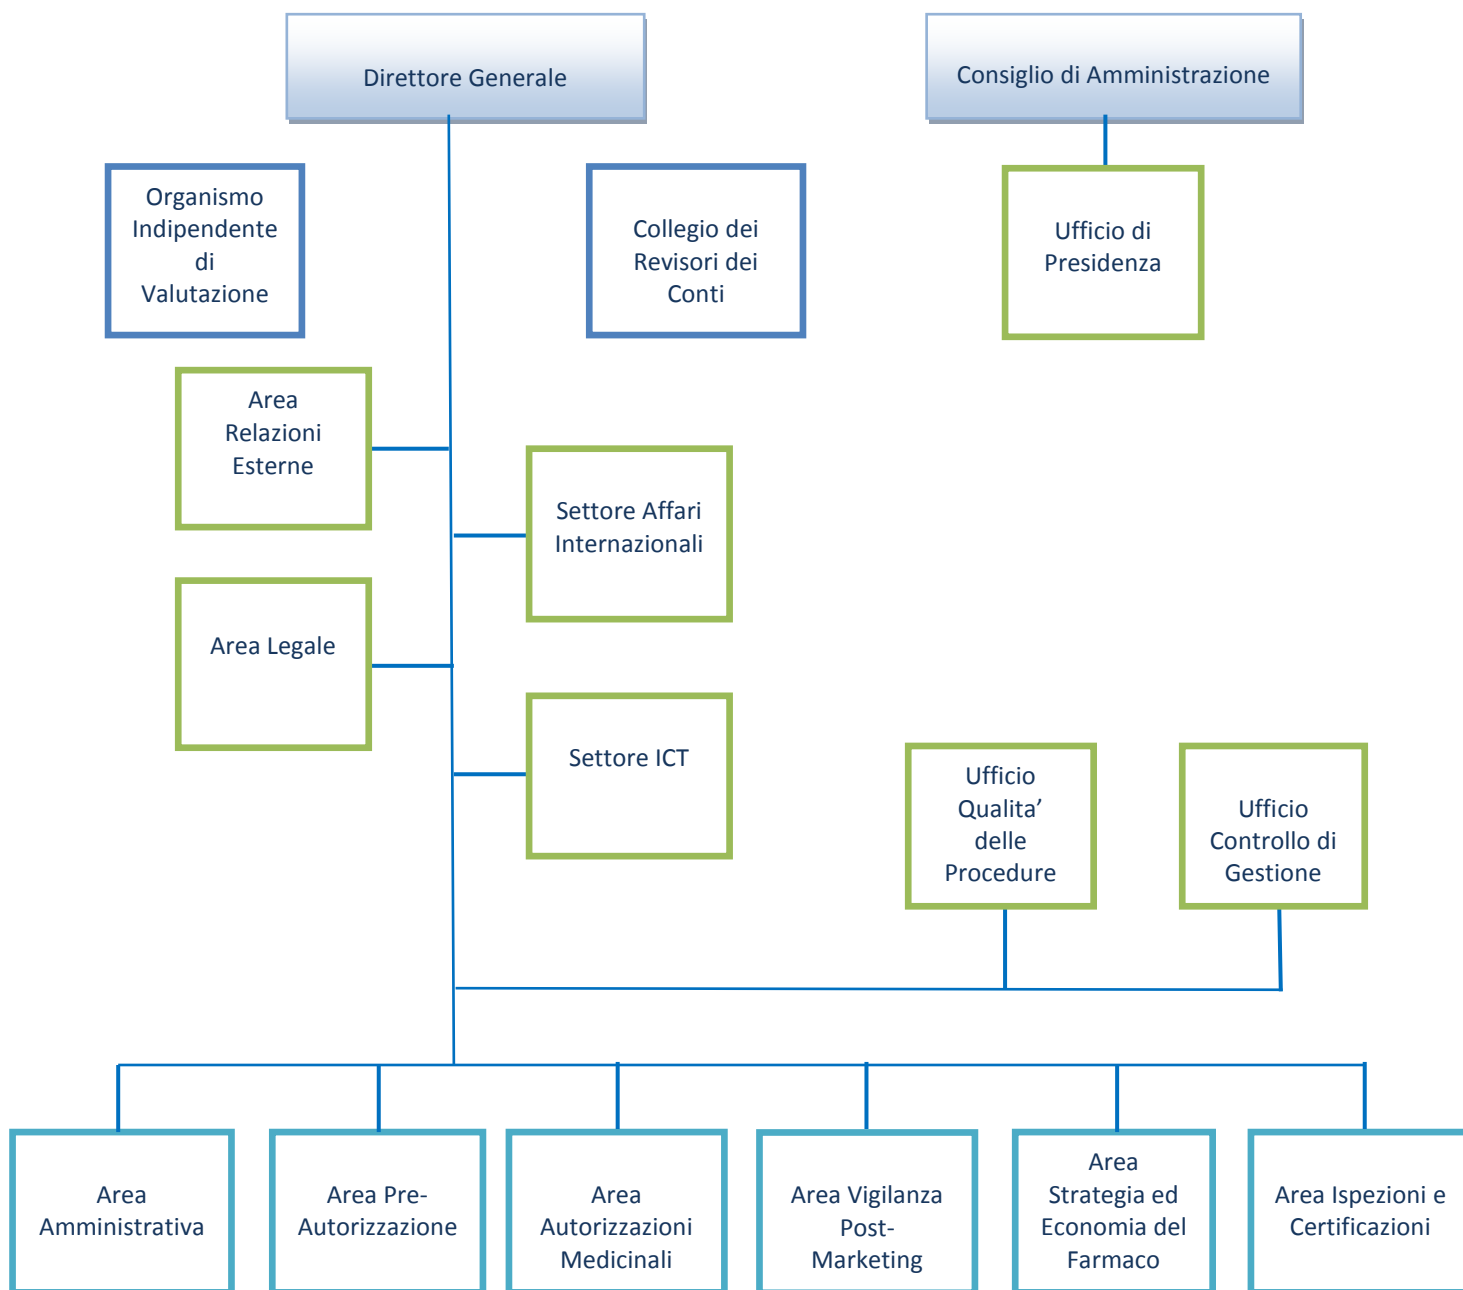 Direttore Generale
Consiglio di Amministrazione
Organismo
Indipendente
di
Valutazione
Collegio dei
Revisori dei
Conti
Ufficio di
Presidenza
Area
Relazioni
Esterne
Settore Affari
Internazionali
Area Legale
Settore ICT
Ufficio
Qualita’
delle
Procedure
Ufficio
Controllo di
Gestione
Area
Amministrativa
Area Pre-
Autorizzazione
Area
Autorizzazioni
Medicinali
Area Vigilanza
Post-
Marketing
Area
Strategia ed
Economia del
Farmaco
Area Ispezioni e
Certificazioni